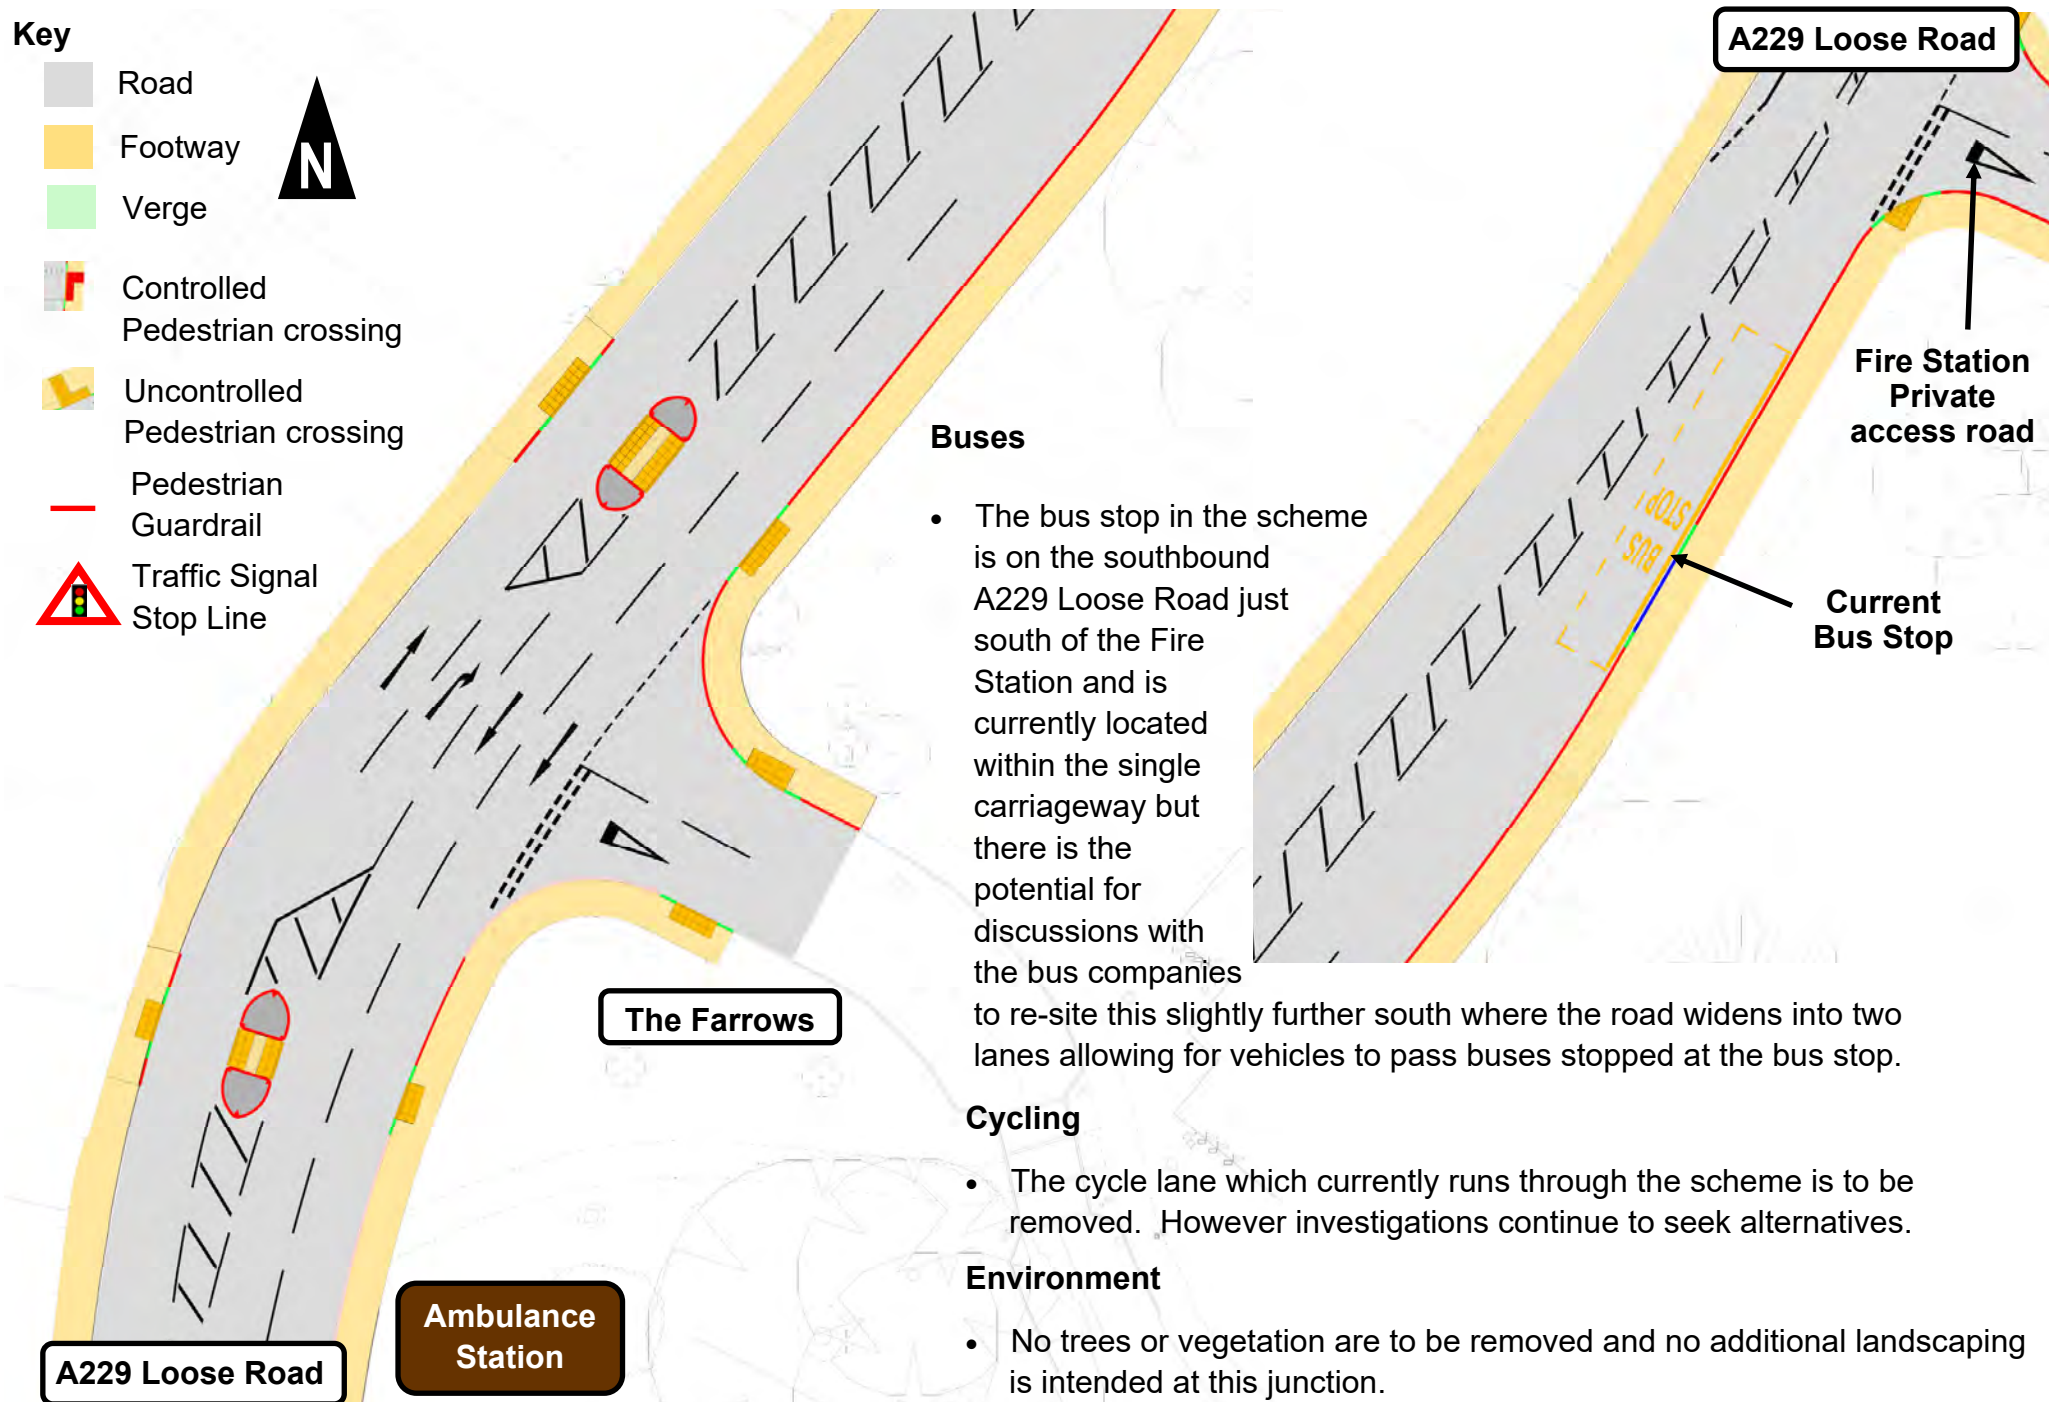 Key
Road
Footway
N
Verge
Controlled
Pedestrian crossing
Uncontrolled
Pedestrian crossing
Pedestrian
Guardrail
Traffic Signal
Stop Line
A229 Loose Road
Fire Station
Private
access road
BUS STOP
Current
Bus Stop
Buses
• The bus stop in the scheme
is on the southbound
A229 Loose Road just
south of the Fire
Station and is
currently located
within the single
carriageway but
there is the
potential for
discussions with
the bus companies
to re-site this slightly further south where the road widens into two
lanes allowing for vehicles to pass buses stopped at the bus stop.
The Farrows
Cycling
• The cycle lane which currently runs through the scheme is to be
removed.  However investigations continue to seek alternatives.
Environment
• No trees or vegetation are to be removed and no additional landscaping
is intended at this junction.
Ambulance
Station
A229 Loose Road